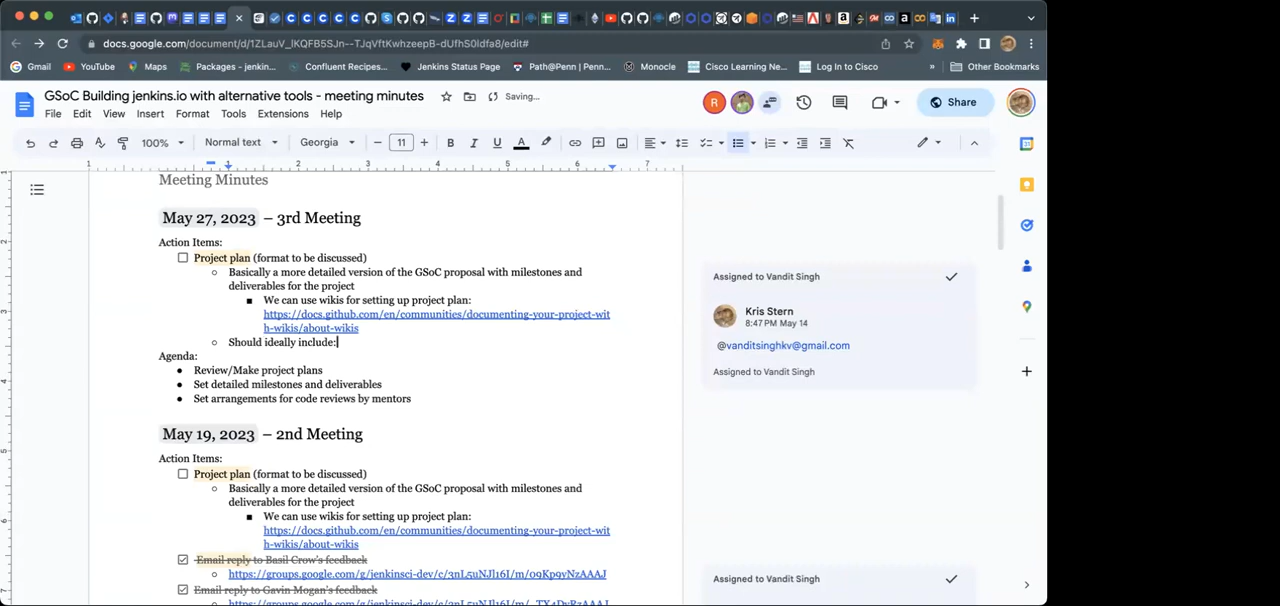 docs.google.com/document/d/1ZLauV_lKQFB5SJn--TJqVftKwhzeepB-dUfhS0ldfa8/edit#
Gmail YouTube Maps Packages - jenkin... Confluent Recipes... Jenkins Status Page Path@Penn | Penn... Monocle Cisco Learning Ne... Log In to Cisco » Other Bookmarks
GSoC Building jenkins.io with alternative tools - meeting minutes Saving...
File Edit View Insert Format Tools Extensions Help
R Share
100% Normal text Georgia 11 B I U A
1 1 2 3 4 5 6 7
Meeting Minutes
May 27, 2023 – 3rd Meeting
Action Items:
Project plan (format to be discussed)
Basically a more detailed version of the GSoC proposal with milestones and
deliverables for the project
We can use wikis for setting up project plan:
https://docs.github.com/en/communities/documenting-your-project-wit
h-wikis/about-wikis
Should ideally include:
Agenda:
Review/Make project plans
Set detailed milestones and deliverables
Set arrangements for code reviews by mentors
Assigned to Vandit Singh
Kris Stern
8:47 PM May 14
@vanditsinghkv@gmail.com
Assigned to Vandit Singh
May 19, 2023 – 2nd Meeting
Action Items:
Project plan (format to be discussed)
Basically a more detailed version of the GSoC proposal with milestones and
deliverables for the project
We can use wikis for setting up project plan:
https://docs.github.com/en/communities/documenting-your-project-wit
h-wikis/about-wikis
Email reply to Basil Crow's feedback
https://groups.google.com/g/jenkinsci-dev/c/3nL5uNJl16I/m/o9Kp9yNzAAAJ
Email reply to Gavin Mogan's feedback
Assigned to Vandit Singh